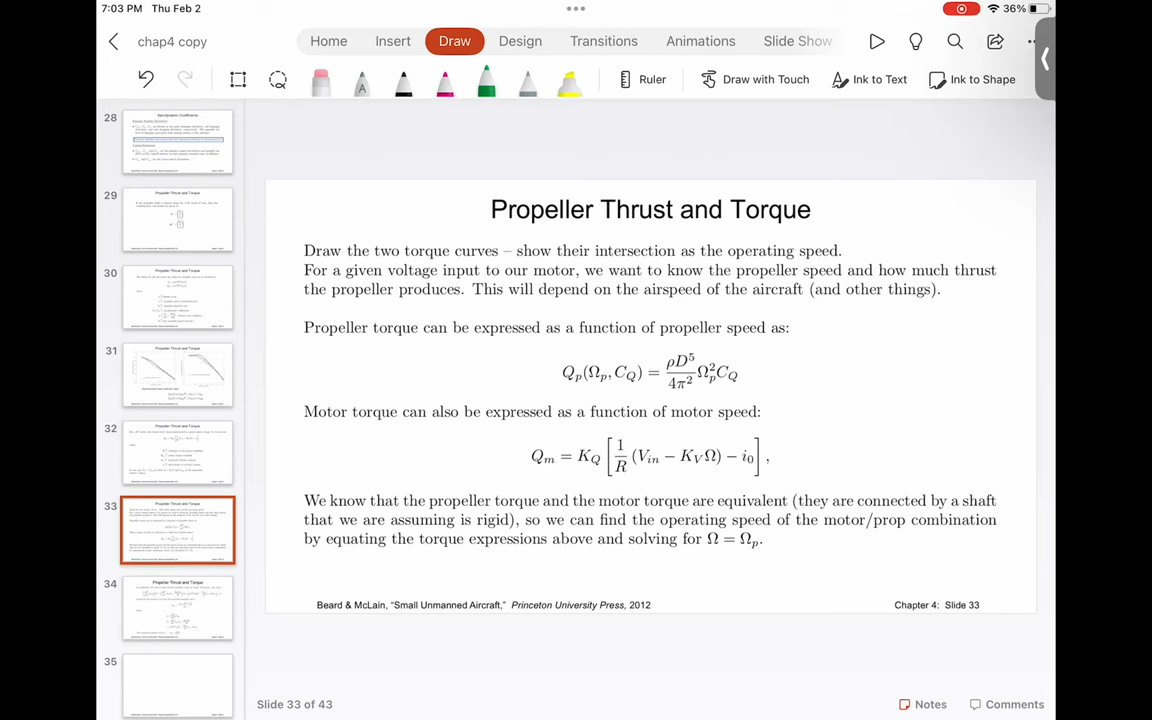 7:03 PM Thu Feb 2
36%
chap4 copy
Home Insert Draw Design Transitions Animations Slide Show
Ruler Draw with Touch Ink to Text Ink to Shape
28
29
30
31
32
33
34
35
Propeller Thrust and Torque
Draw the two torque curves – show their intersection as the operating speed.
For a given voltage input to our motor, we want to know the propeller speed and how much thrust
the propeller produces. This will depend on the airspeed of the aircraft (and other things).
Propeller torque can be expressed as a function of propeller speed as:
Q_p(Ω_p, C_Q) = ρD⁵/4π² Ω_p² C_Q
Motor torque can also be expressed as a function of motor speed:
Q_m = K_Q [1/R (V_in − K_V Ω) − i_0],
We know that the propeller torque and the motor torque are equivalent (they are connected by a shaft
that we are assuming is rigid), so we can find the operating speed of the motor/prop combination
by equating the torque expressions above and solving for Ω = Ω_p.
Beard & McLain, "Small Unmanned Aircraft," Princeton University Press, 2012
Chapter 4: Slide 33
Slide 33 of 43
Notes Comments